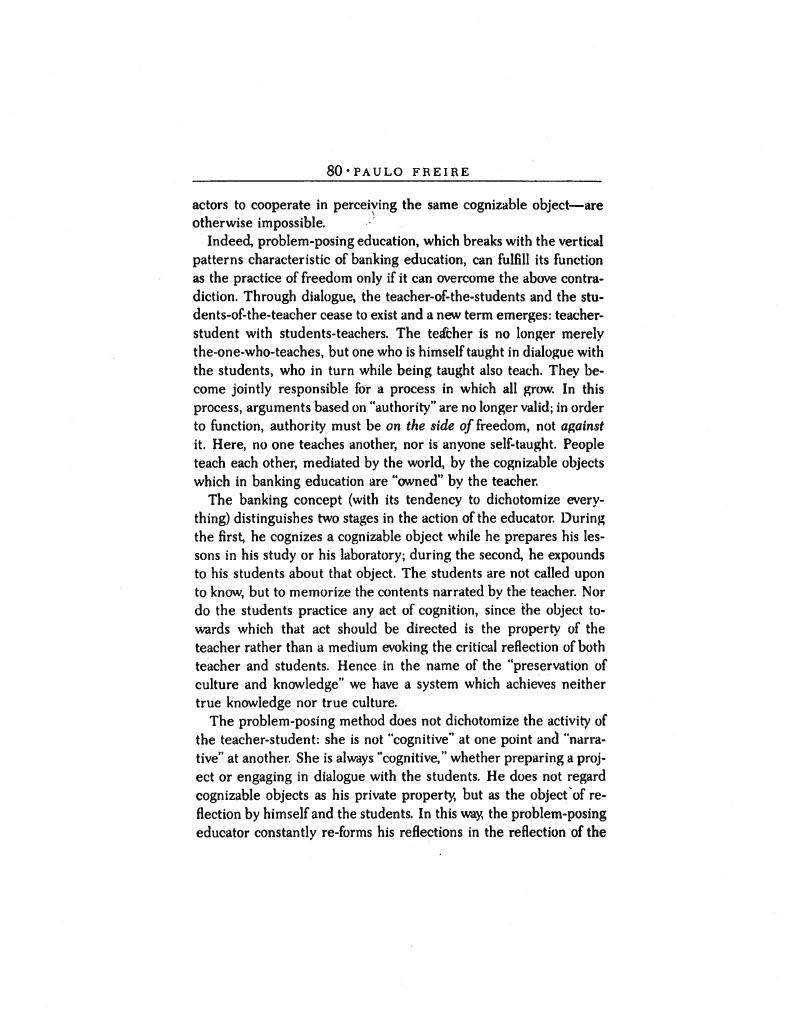 80 • PAULO FREIRE
actors to cooperate in perceiving the same cognizable object—are
otherwise impossible.
Indeed, problem-posing education, which breaks with the vertical
patterns characteristic of banking education, can fulfill its function
as the practice of freedom only if it can overcome the above contra-
diction. Through dialogue, the teacher-of-the-students and the stu-
dents-of-the-teacher cease to exist and a new term emerges: teacher-
student with students-teachers. The teacher is no longer merely
the-one-who-teaches, but one who is himself taught in dialogue with
the students, who in turn while being taught also teach. They be-
come jointly responsible for a process in which all grow. In this
process, arguments based on “authority” are no longer valid; in order
to function, authority must be on the side of freedom, not against
it. Here, no one teaches another, nor is anyone self-taught. People
teach each other, mediated by the world, by the cognizable objects
which in banking education are “owned” by the teacher.
The banking concept (with its tendency to dichotomize every-
thing) distinguishes two stages in the action of the educator. During
the first, he cognizes a cognizable object while he prepares his les-
sons in his study or his laboratory; during the second, he expounds
to his students about that object. The students are not called upon
to know, but to memorize the contents narrated by the teacher. Nor
do the students practice any act of cognition, since the object to-
wards which that act should be directed is the property of the
teacher rather than a medium evoking the critical reflection of both
teacher and students. Hence in the name of the “preservation of
culture and knowledge” we have a system which achieves neither
true knowledge nor true culture.
The problem-posing method does not dichotomize the activity of
the teacher-student: she is not “cognitive” at one point and “narra-
tive” at another. She is always “cognitive,” whether preparing a proj-
ect or engaging in dialogue with the students. He does not regard
cognizable objects as his private property, but as the object of re-
flection by himself and the students. In this way, the problem-posing
educator constantly re-forms his reflections in the reflection of the